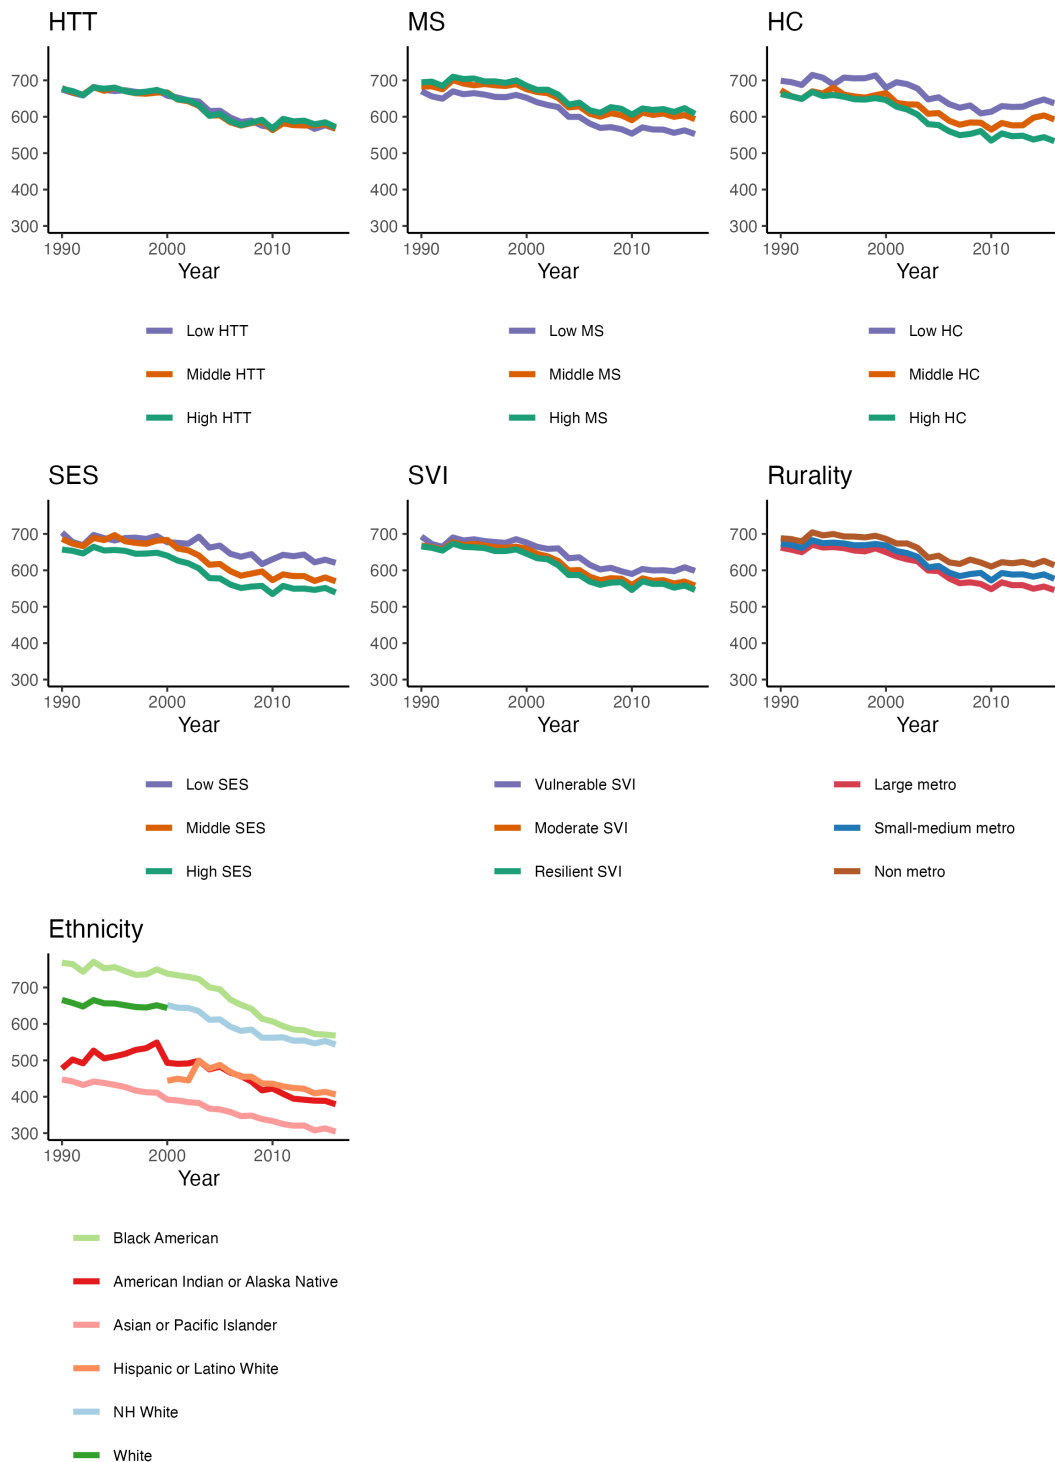 HTT
MS
HC
700
600
500
400
300
1990
2000
2010
Year
700
600
500
400
300
1990
2000
2010
Year
700
600
500
400
300
1990
2000
2010
Year
Low HTT
Middle HTT
High HTT
Low MS
Middle MS
High MS
Low HC
Middle HC
High HC
SES
SVI
Rurality
700
600
500
400
300
1990
2000
2010
Year
700
600
500
400
300
1990
2000
2010
Year
700
600
500
400
300
1990
2000
2010
Year
Low SES
Middle SES
High SES
Vulnerable SVI
Moderate SVI
Resilient SVI
Large metro
Small-medium metro
Non metro
Ethnicity
700
600
500
400
300
1990
2000
2010
Year
Black American
American Indian or Alaska Native
Asian or Pacific Islander
Hispanic or Latino White
NH White
White